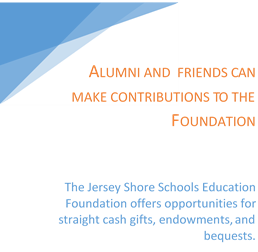 Alumni and friends can
make contributions to the
Foundation
The Jersey Shore Schools Education
Foundation offers opportunities for
straight cash gifts, endowments, and
bequests.